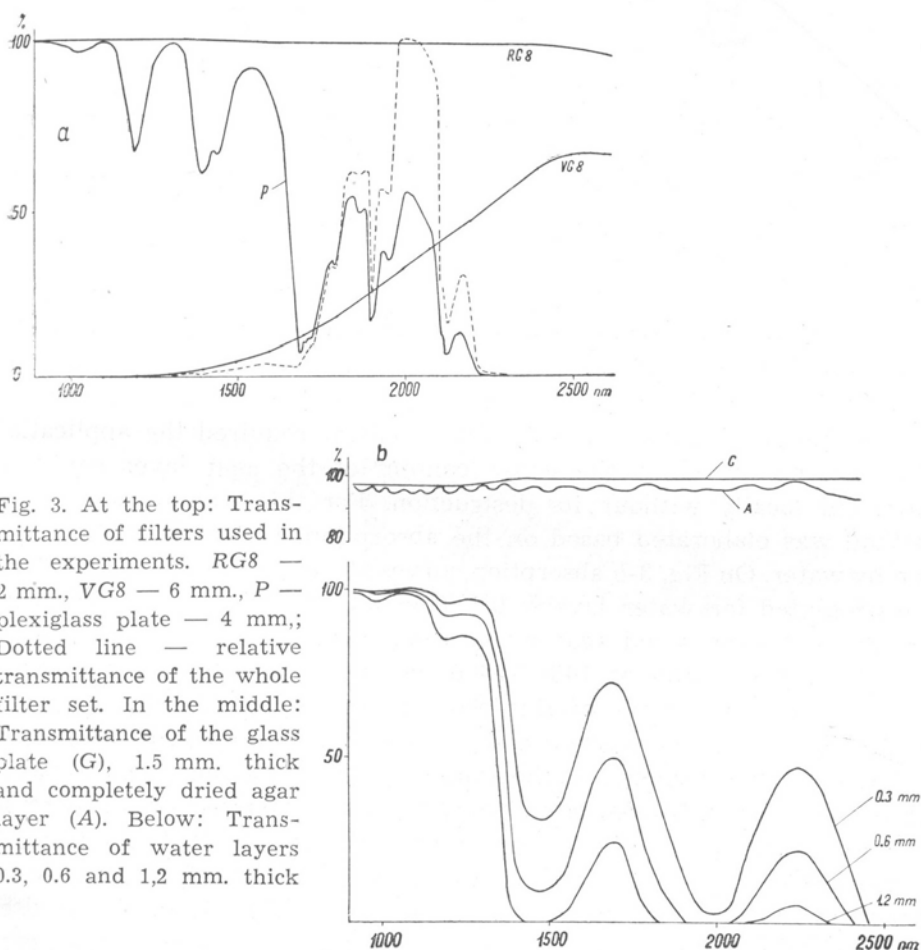 %
100
a
RG8
VG8
P
50
1000
1500
2000
2500 nm
b
C
%
100
A
80
100
50
0.3 mm
0.6 mm
1.2 mm
1000
1500
2000
2500 nm
Fig. 3. At the top: Trans-
mittance of filters used in
the experiments. RG8 —
2 mm., VG8 — 6 mm., P —
plexiglass plate — 4 mm,;
Dotted line — relative
transmittance of the whole
filter set. In the middle:
Transmittance of the glass
plate (G), 1.5 mm. thick
and completely dried agar
layer (A). Below: Trans-
mittance of water layers
0.3, 0.6 and 1,2 mm. thick